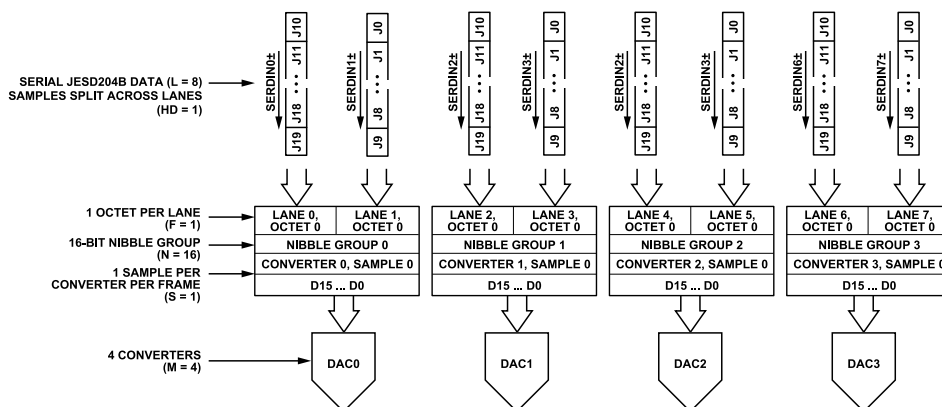 J10 J0 J10 J0 J10 J0 J10 J0
J11 J1 J11 J1 J11 J1 J11 J1
SERDIN0± SERDIN1± SERDIN2± SERDIN3± SERDIN2± SERDIN3± SERDIN6± SERDIN7±
J18 J8 J18 J8 J18 J8 J18 J8
J19 J9 J19 J9 J19 J9 J19 J9
SERIAL JESD204B DATA (L = 8)
SAMPLES SPLIT ACROSS LANES
(HD = 1)
1 OCTET PER LANE
(F = 1)
LANE 0, LANE 1, LANE 2, LANE 3, LANE 4, LANE 5, LANE 6, LANE 7,
OCTET 0 OCTET 0 OCTET 0 OCTET 0 OCTET 0 OCTET 0 OCTET 0 OCTET 0
16-BIT NIBBLE GROUP
(N = 16)
NIBBLE GROUP 0 NIBBLE GROUP 1 NIBBLE GROUP 2 NIBBLE GROUP 3
1 SAMPLE PER
CONVERTER PER FRAME
(S = 1)
CONVERTER 0, SAMPLE 0 CONVERTER 1, SAMPLE 0 CONVERTER 2, SAMPLE 0 CONVERTER 3, SAMPLE 0
D15 ... D0 D15 ... D0 D15 ... D0 D15 ... D0
4 CONVERTERS
(M = 4)
DAC0 DAC1 DAC2 DAC3